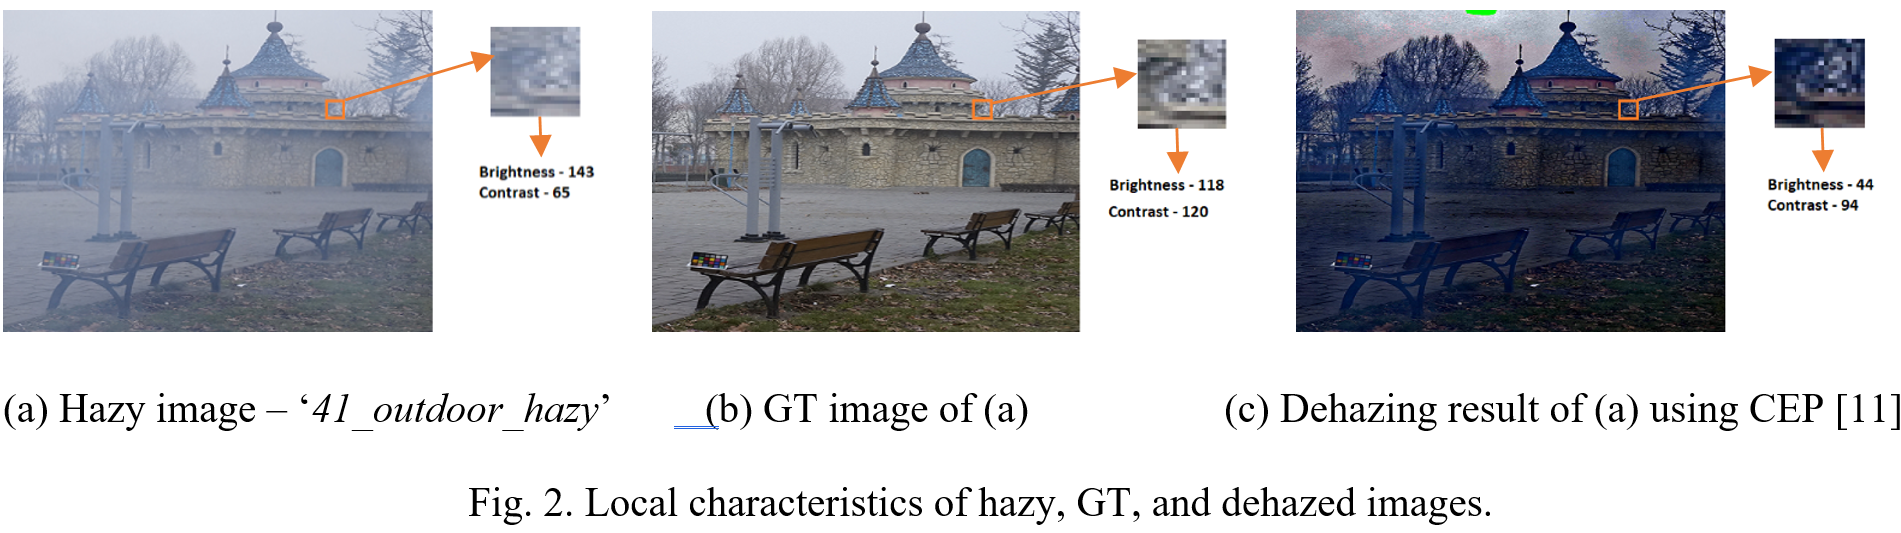 Brightness - 143
Contrast - 65
Brightness - 118
Contrast - 120
Brightness - 44
Contrast - 94
(a) Hazy image – ‘41_outdoor_hazy’
(b) GT image of (a)
(c) Dehazing result of (a) using CEP [11]
Fig. 2. Local characteristics of hazy, GT, and dehazed images.